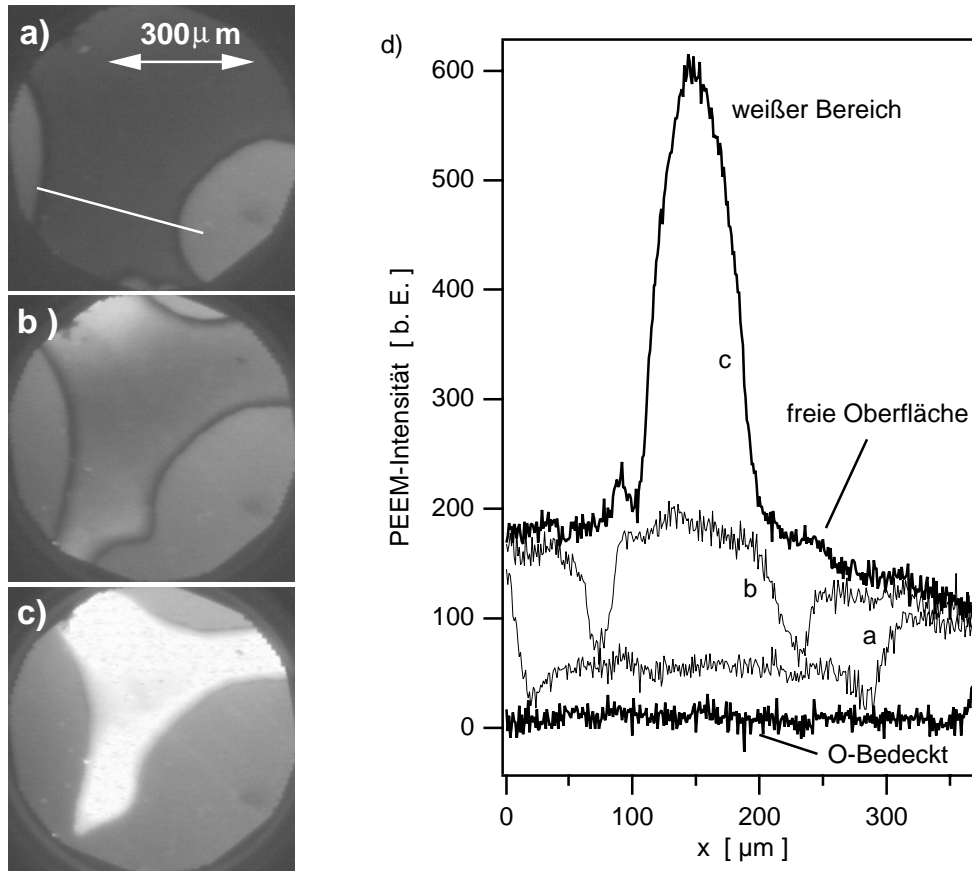 a)
300μ m
b )
c)
d)
600
500
400
300
200
100
0
PEEM-Intensität [ b. E. ]
weißer Bereich
c
freie Oberfläche
b
a
O-Bedeckt
0
100
200
300
x [ µm ]